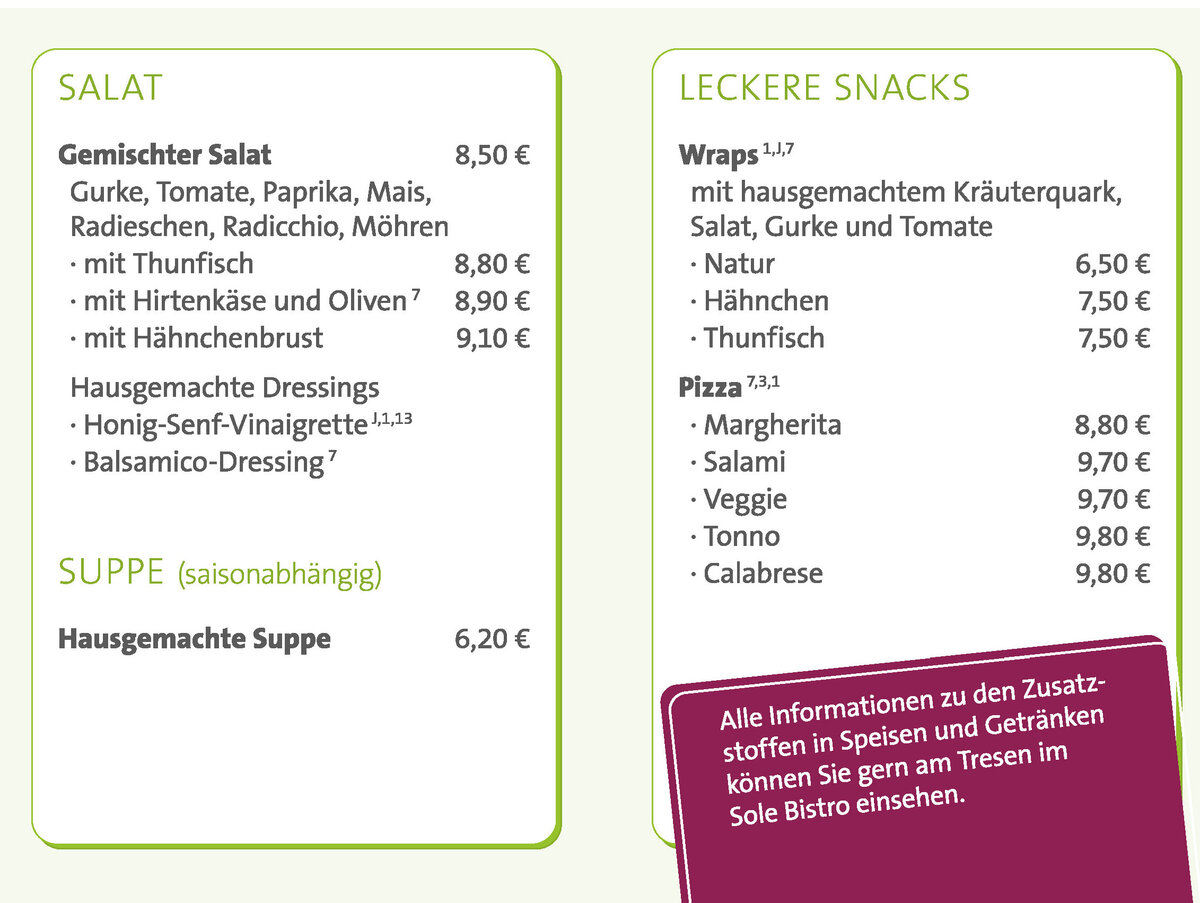 SALAT
Gemischter Salat 8,50 €
Gurke, Tomate, Paprika, Mais,
Radieschen, Radicchio, Möhren
· mit Thunfisch 8,80 €
· mit Hirtenkäse und Oliven 7 8,90 €
· mit Hähnchenbrust 9,10 €
Hausgemachte Dressings
· Honig-Senf-Vinaigrette J,1,13
· Balsamico-Dressing 7
SUPPE (saisonabhängig)
Hausgemachte Suppe 6,20 €
LECKERE SNACKS
Wraps 1,J,7
mit hausgemachtem Kräuterquark,
Salat, Gurke und Tomate
· Natur 6,50 €
· Hähnchen 7,50 €
· Thunfisch 7,50 €
Pizza 7,3,1
· Margherita 8,80 €
· Salami 9,70 €
· Veggie 9,70 €
· Tonno 9,80 €
· Calabrese 9,80 €
Alle Informationen zu den Zusatz-
stoffen in Speisen und Getränken
können Sie gern am Tresen im
Sole Bistro einsehen.